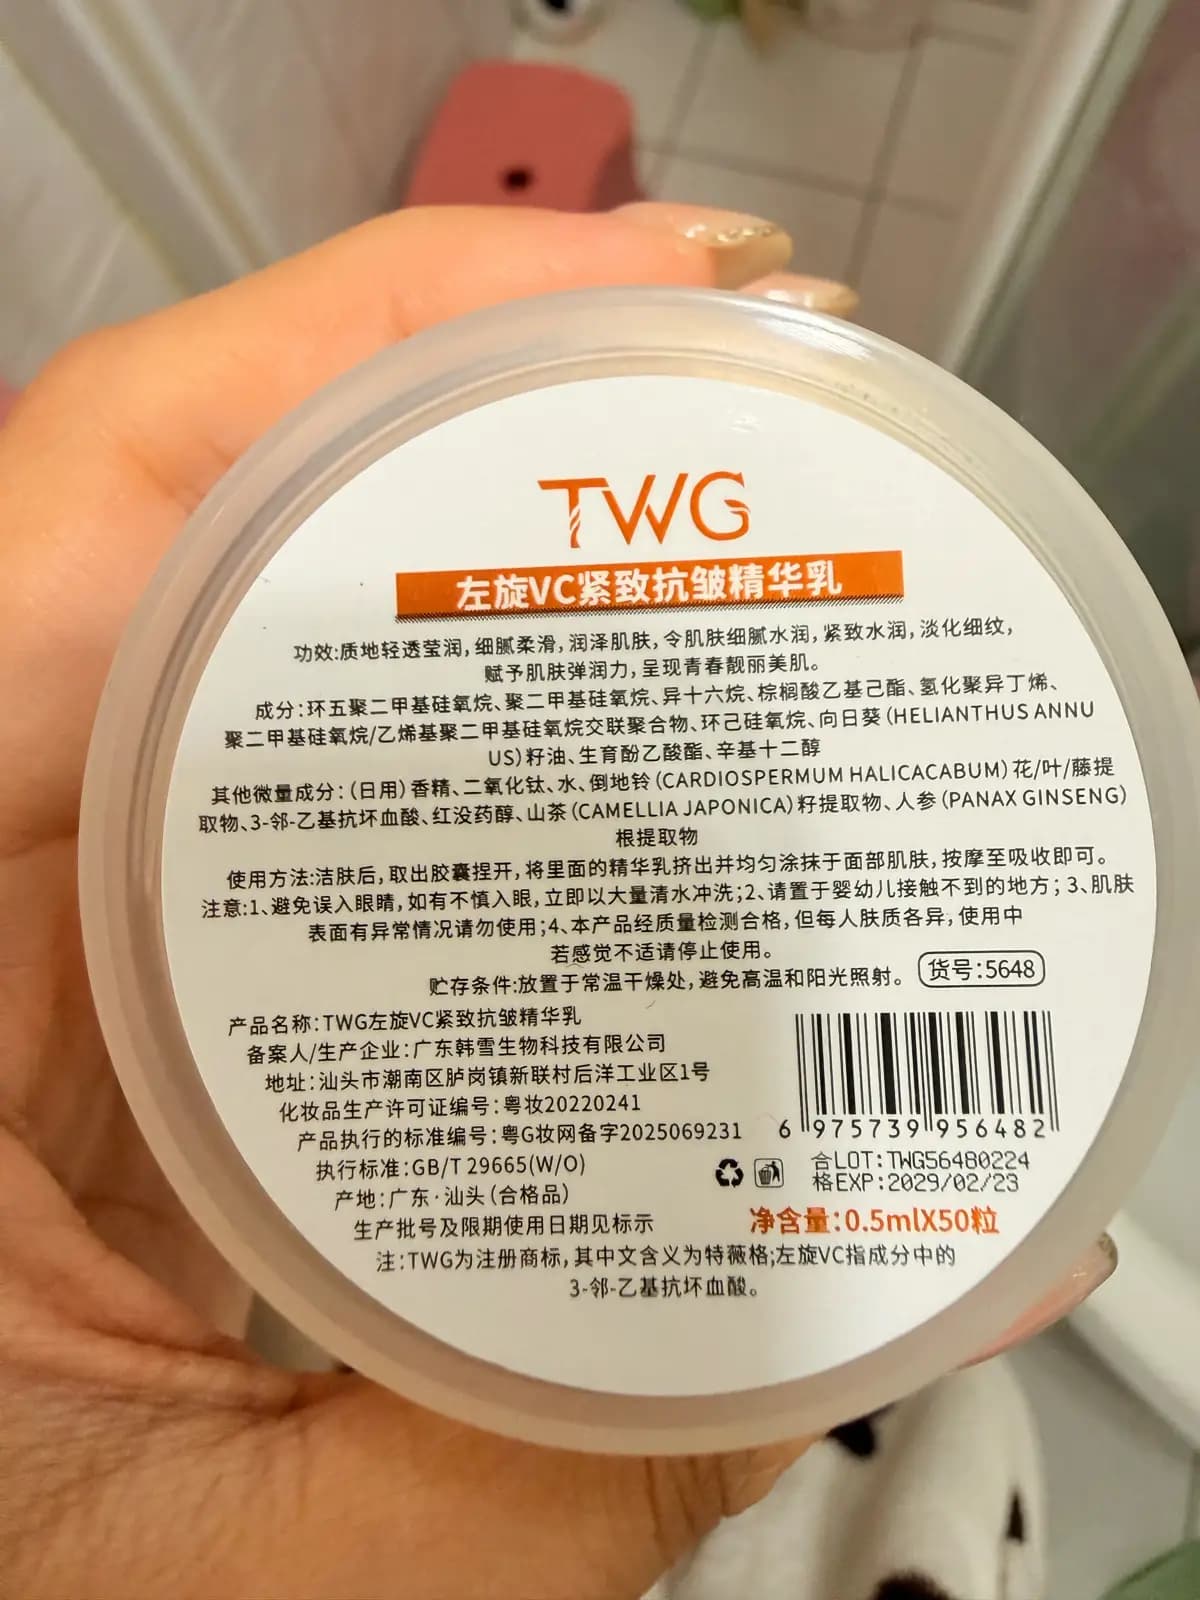 TWG
左旋VC紧致抗皱精华乳
功效:质地轻透莹润,细腻柔滑,润泽肌肤,令肌肤细腻水润,紧致水润,淡化细纹,
赋予肌肤弹润力,呈现青春靓丽美肌。
成分:环五聚二甲基硅氧烷、聚二甲基硅氧烷、异十六烷、棕榈酸乙基己酯、氢化聚异丁烯、
聚二甲基硅氧烷/乙烯基聚二甲基硅氧烷交联聚合物、环己硅氧烷、向日葵(HELIANTHUS ANNU
US)籽油、生育酚乙酸酯、辛基十二醇
其他微量成分:(日用)香精、二氧化钛、水、倒地铃(CARDIOSPERMUM HALICACABUM)花/叶/藤提
取物、3-邻-乙基抗坏血酸、红没药醇、山茶(CAMELLIA JAPONICA)籽提取物、人参(PANAX GINSENG)
根提取物
使用方法:洁肤后,取出胶囊捏开,将里面的精华乳挤出并均匀涂抹于面部肌肤,按摩至吸收即可。
注意:1、避免误入眼睛,如有不慎入眼,立即以大量清水冲洗;2、请置于婴幼儿接触不到的地方;3、肌肤
表面有异常情况请勿使用;4、本产品经质量检测合格,但每人肤质各异,使用中
若感觉不适请停止使用。
贮存条件:放置于常温干燥处,避免高温和阳光照射。
货号:5648
产品名称:TWG左旋VC紧致抗皱精华乳
备案人/生产企业:广东韩雪生物科技有限公司
地址:汕头市潮南区胪岗镇新联村后洋工业区1号
化妆品生产许可证编号:粤妆20220241
产品执行的标准编号:粤G妆网备字2025069231
执行标准:GB/T 29665(W/O)
产地:广东·汕头(合格品)
生产批号及限期使用日期见标示
6 975739 956482
合LOT:TWG56480224
格EXP:2029/02/23
净含量:0.5mlX50粒
注:TWG为注册商标,其中文含义为特薇格;左旋VC指成分中的
3-邻-乙基抗坏血酸。